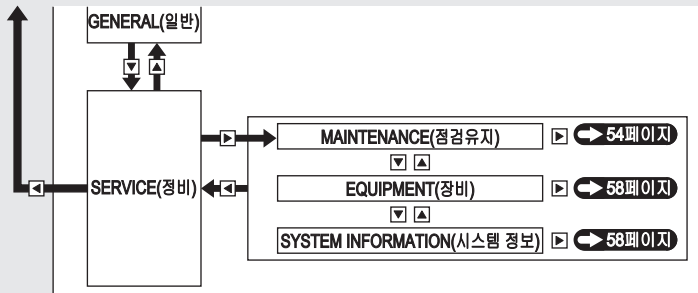 GENERAL(일반)
MAINTENANCE(점검유지)
54페이지
SERVICE(정비)
EQUIPMENT(장비)
58페이지
SYSTEM INFORMATION(시스템 정보)
58페이지